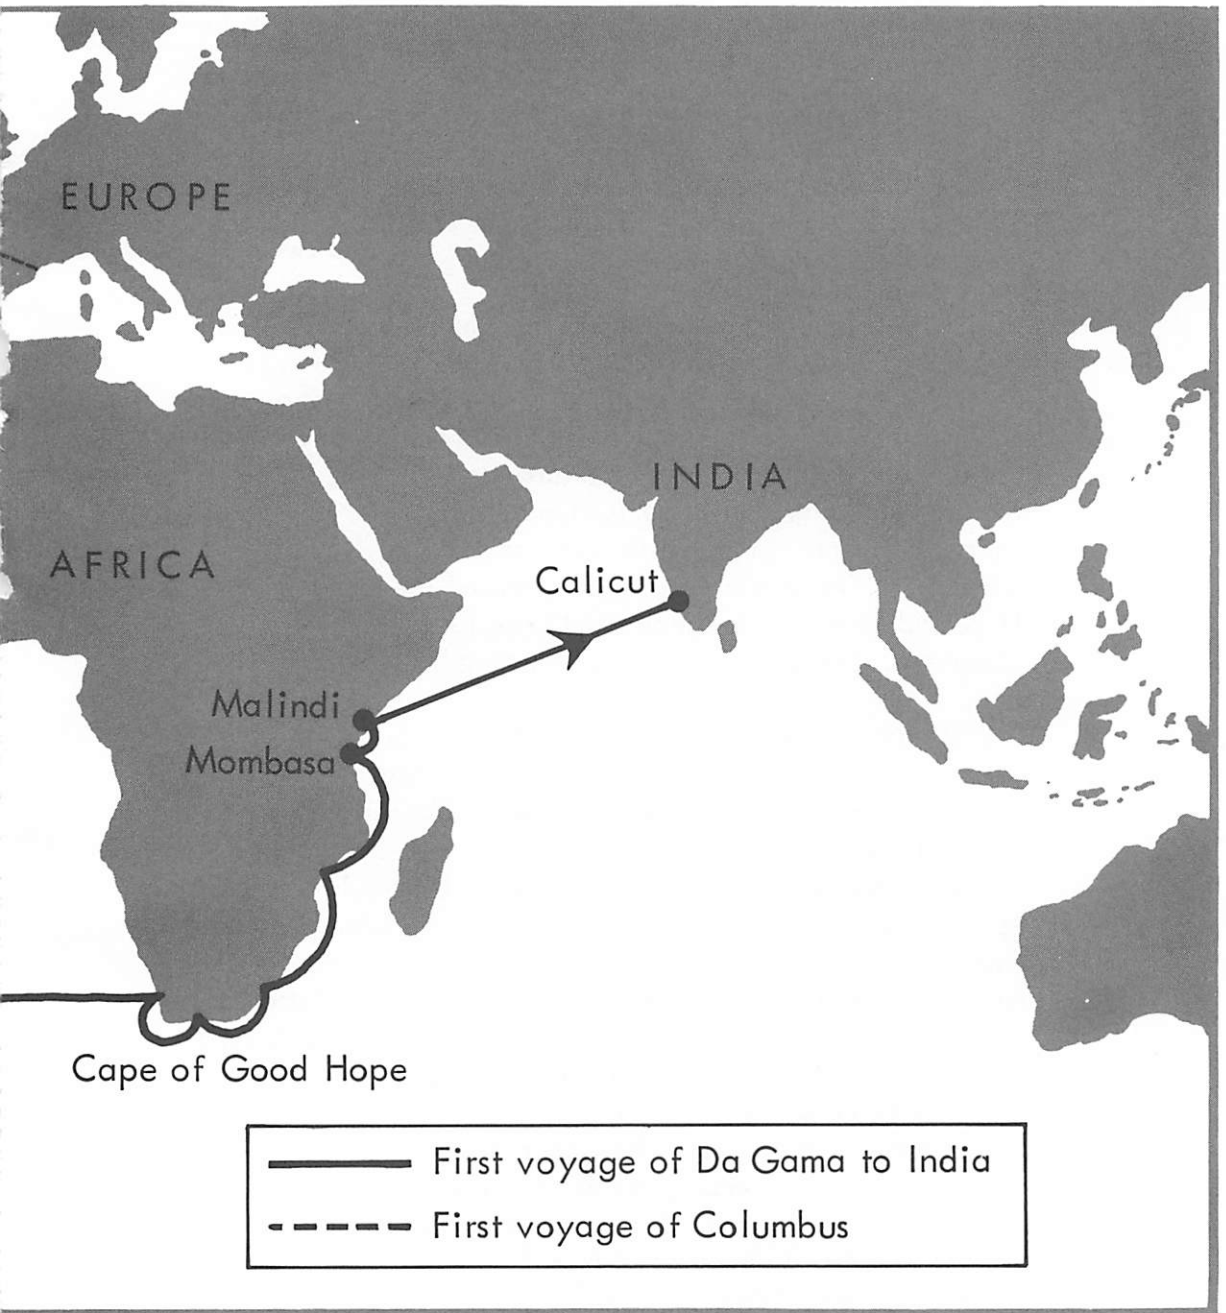 EUROPE
INDIA
AFRICA
Calicut
Malindi
Mombasa
Cape of Good Hope
First voyage of Da Gama to India
First voyage of Columbus